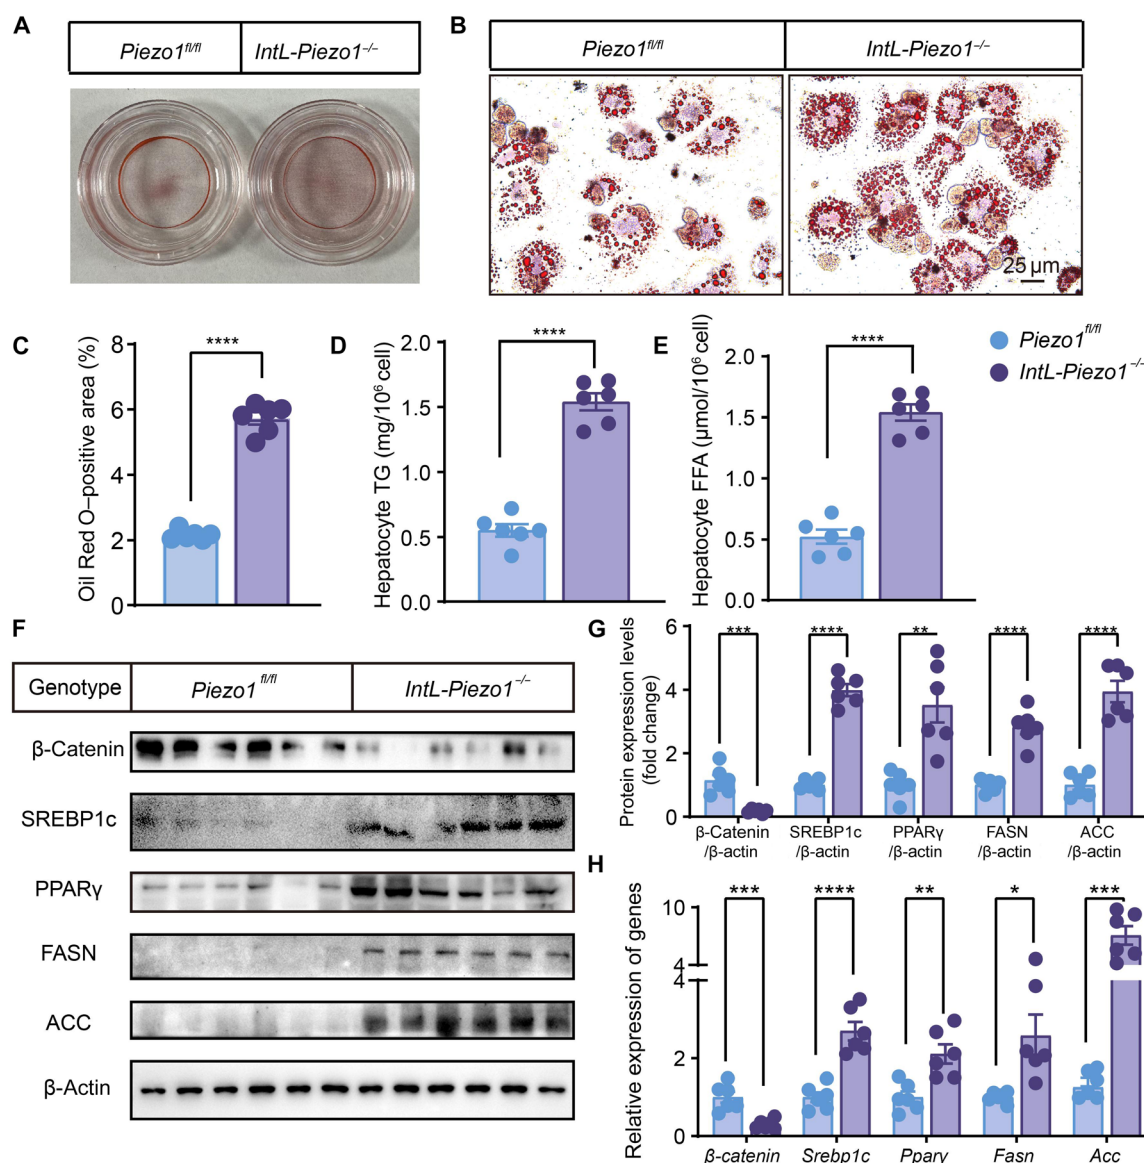 A
Piezo1fl/fl
IntL-Piezo1−/−
B
Piezo1fl/fl
IntL-Piezo1−/−
25 µm
C
Oil Red O–positive area (%)
8
6
4
2
0
****
D
Hepatocyte TG (mg/10⁶ cell)
2.0
1.5
1.0
0.5
0.0
****
E
Hepatocyte FFA (µmol/10⁶ cell)
2.0
1.5
1.0
0.5
0.0
****
Piezo1fl/fl
IntL-Piezo1−/−
F
Genotype
Piezo1fl/fl
IntL-Piezo1−/−
β-Catenin
SREBP1c
PPARγ
FASN
ACC
β-Actin
G
Protein expression levels
(fold change)
6
4
2
0
*** **** ** **** ****
β-Catenin SREBP1c PPARγ FASN ACC
/β-actin /β-actin /β-actin /β-actin /β-actin
H
Relative expression of genes
10
4
4
2
0
*** **** ** * ***
β-catenin Srebp1c Pparγ Fasn Acc